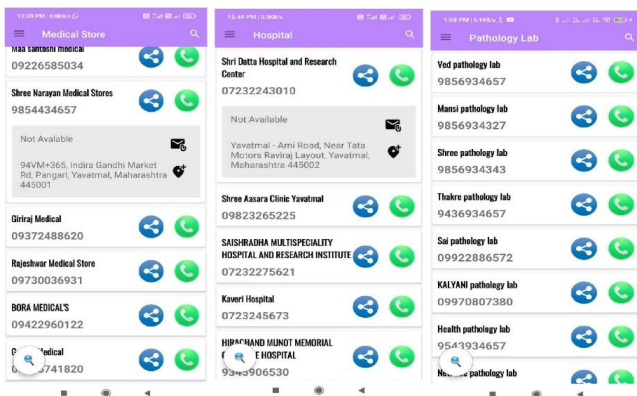 12:39 PM | 0.0KB/s
Medical Store
Maa santoshi medical
09226585034
Shree Narayan Medical Stores
9854434657
Not Available
94VM+365, Indira Gandhi Market
Rd, Pangari, Yavatmal, Maharashtra
445001
Giriraj Medical
09372488620
Rajeshwar Medical Store
09730036931
BORA MEDICAL'S
09422960122
Medical
741820
12:40 PM | 0.3KB/s
Hospital
Shri Datta Hospital and Research
Center
07232243010
Not Available
Yavatmal - Arni Road, Near Tata
Motors Raviraj Layout, Yavatmal,
Maharashtra 445002
Shree Aasara Clinic Yavatmal
09823265225
SAISHRADHA MULTISPECIALITY
HOSPITAL AND RESEARCH INSTITUTE
07232275621
Kaveri Hospital
0723245673
HIRACHAND MUNOT MEMORIAL
E HOSPITAL
9345906530
1:58 PM | 0.1KB/s
Pathology Lab
Ved pathology lab
9856934657
Mansi pathology lab
9856934327
Shree pathology lab
9856934343
Thakre pathology lab
9436934657
Sai pathology lab
09922886572
KALYANI pathology lab
09970807380
Health pathology lab
9543934657
pathology lab